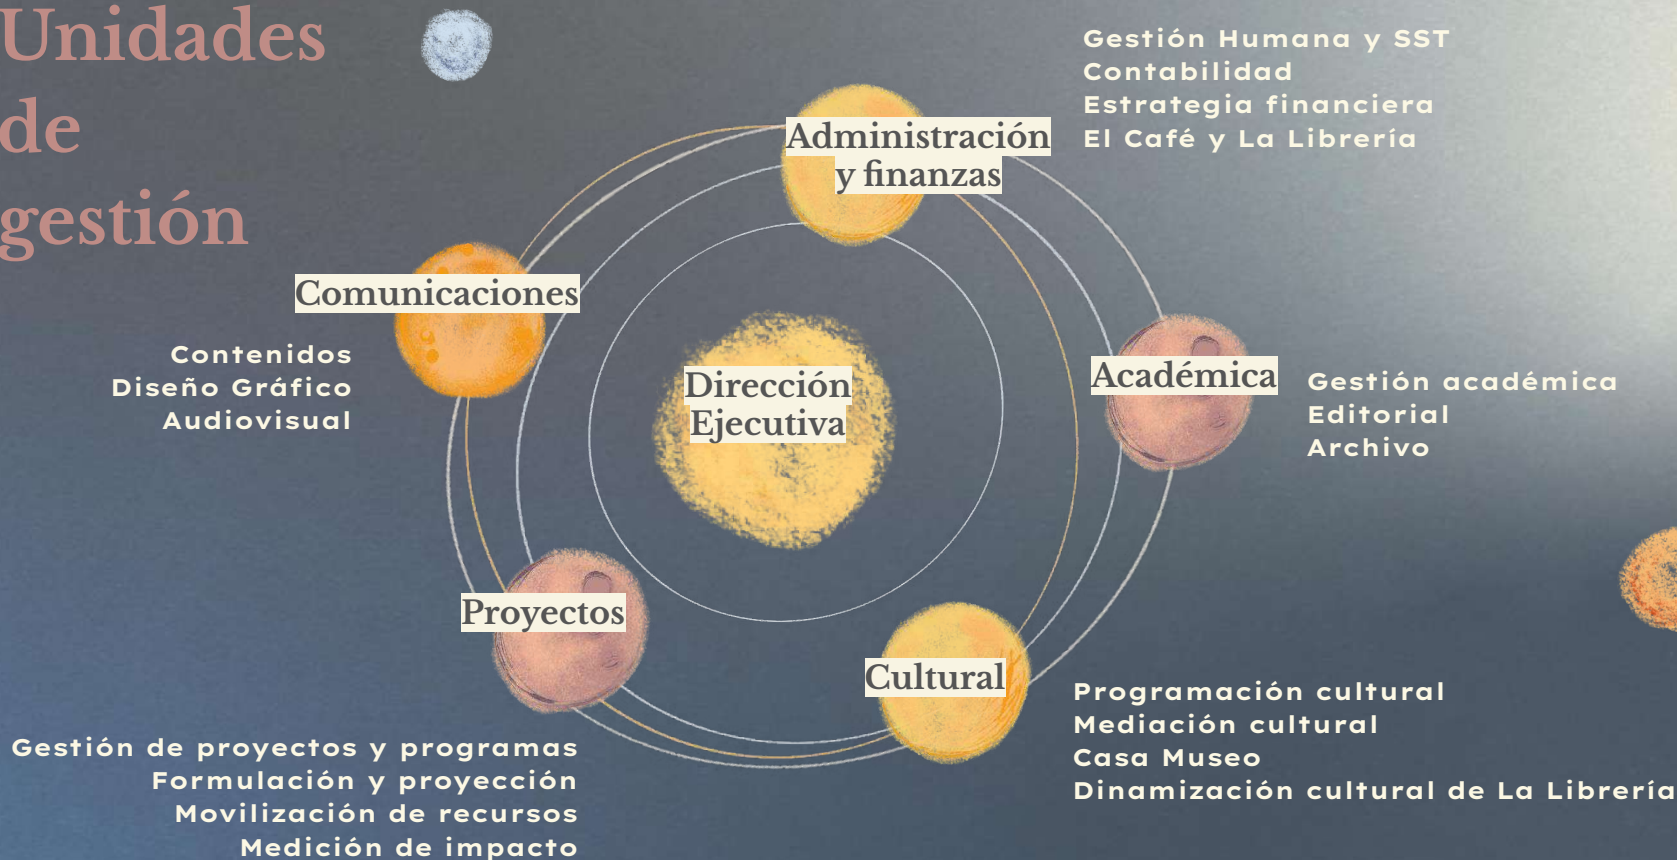 Unidades
de
gestión
Administración
y finanzas
Gestión Humana y SST
Contabilidad
Estrategia financiera
El Café y La Librería
Comunicaciones
Contenidos
Diseño Gráfico
Audiovisual
Dirección
Ejecutiva
Académica
Gestión académica
Editorial
Archivo
Proyectos
Gestión de proyectos y programas
Formulación y proyección
Movilización de recursos
Medición de impacto
Cultural
Programación cultural
Mediación cultural
Casa Museo
Dinamización cultural de La Librería